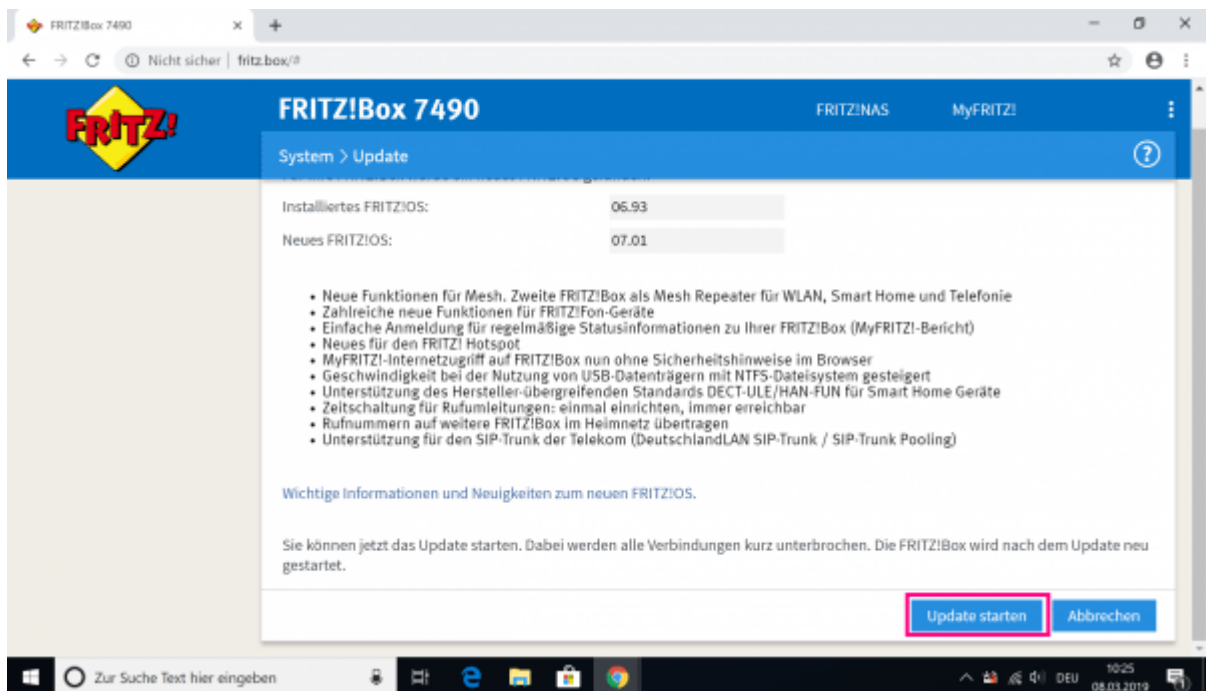 FRITZ!Box 7490
Nicht sicher | fritz.box/#
FRITZ!
FRITZ!Box 7490
FRITZ!NAS
MyFRITZ!
System > Update
Installiertes FRITZ!OS: 06.93
Neues FRITZ!OS: 07.01
• Neue Funktionen für Mesh. Zweite FRITZ!Box als Mesh Repeater für WLAN, Smart Home und Telefonie
• Zahlreiche neue Funktionen für FRITZ!Fon-Geräte
• Einfache Anmeldung für regelmäßige Statusinformationen zu Ihrer FRITZ!Box (MyFRITZ!-Bericht)
• Neues für den FRITZ! Hotspot
• MyFRITZ!-Internetzugriff auf FRITZ!Box nun ohne Sicherheitshinweise im Browser
• Geschwindigkeit bei der Nutzung von USB-Datenträgern mit NTFS-Dateisystem gesteigert
• Unterstützung des Hersteller-übergreifenden Standards DECT-ULE/HAN-FUN für Smart Home Geräte
• Zeitschaltung für Rufumleitungen: einmal einrichten, immer erreichbar
• Rufnummern auf weitere FRITZ!Box im Heimnetz übertragen
• Unterstützung für den SIP-Trunk der Telekom (DeutschlandLAN SIP-Trunk / SIP-Trunk Pooling)
Wichtige Informationen und Neuigkeiten zum neuen FRITZ!OS.
Sie können jetzt das Update starten. Dabei werden alle Verbindungen kurz unterbrochen. Die FRITZ!Box wird nach dem Update neu
gestartet.
Update starten
Abbrechen
Zur Suche Text hier eingeben
DEU
10:25
08.03.2019